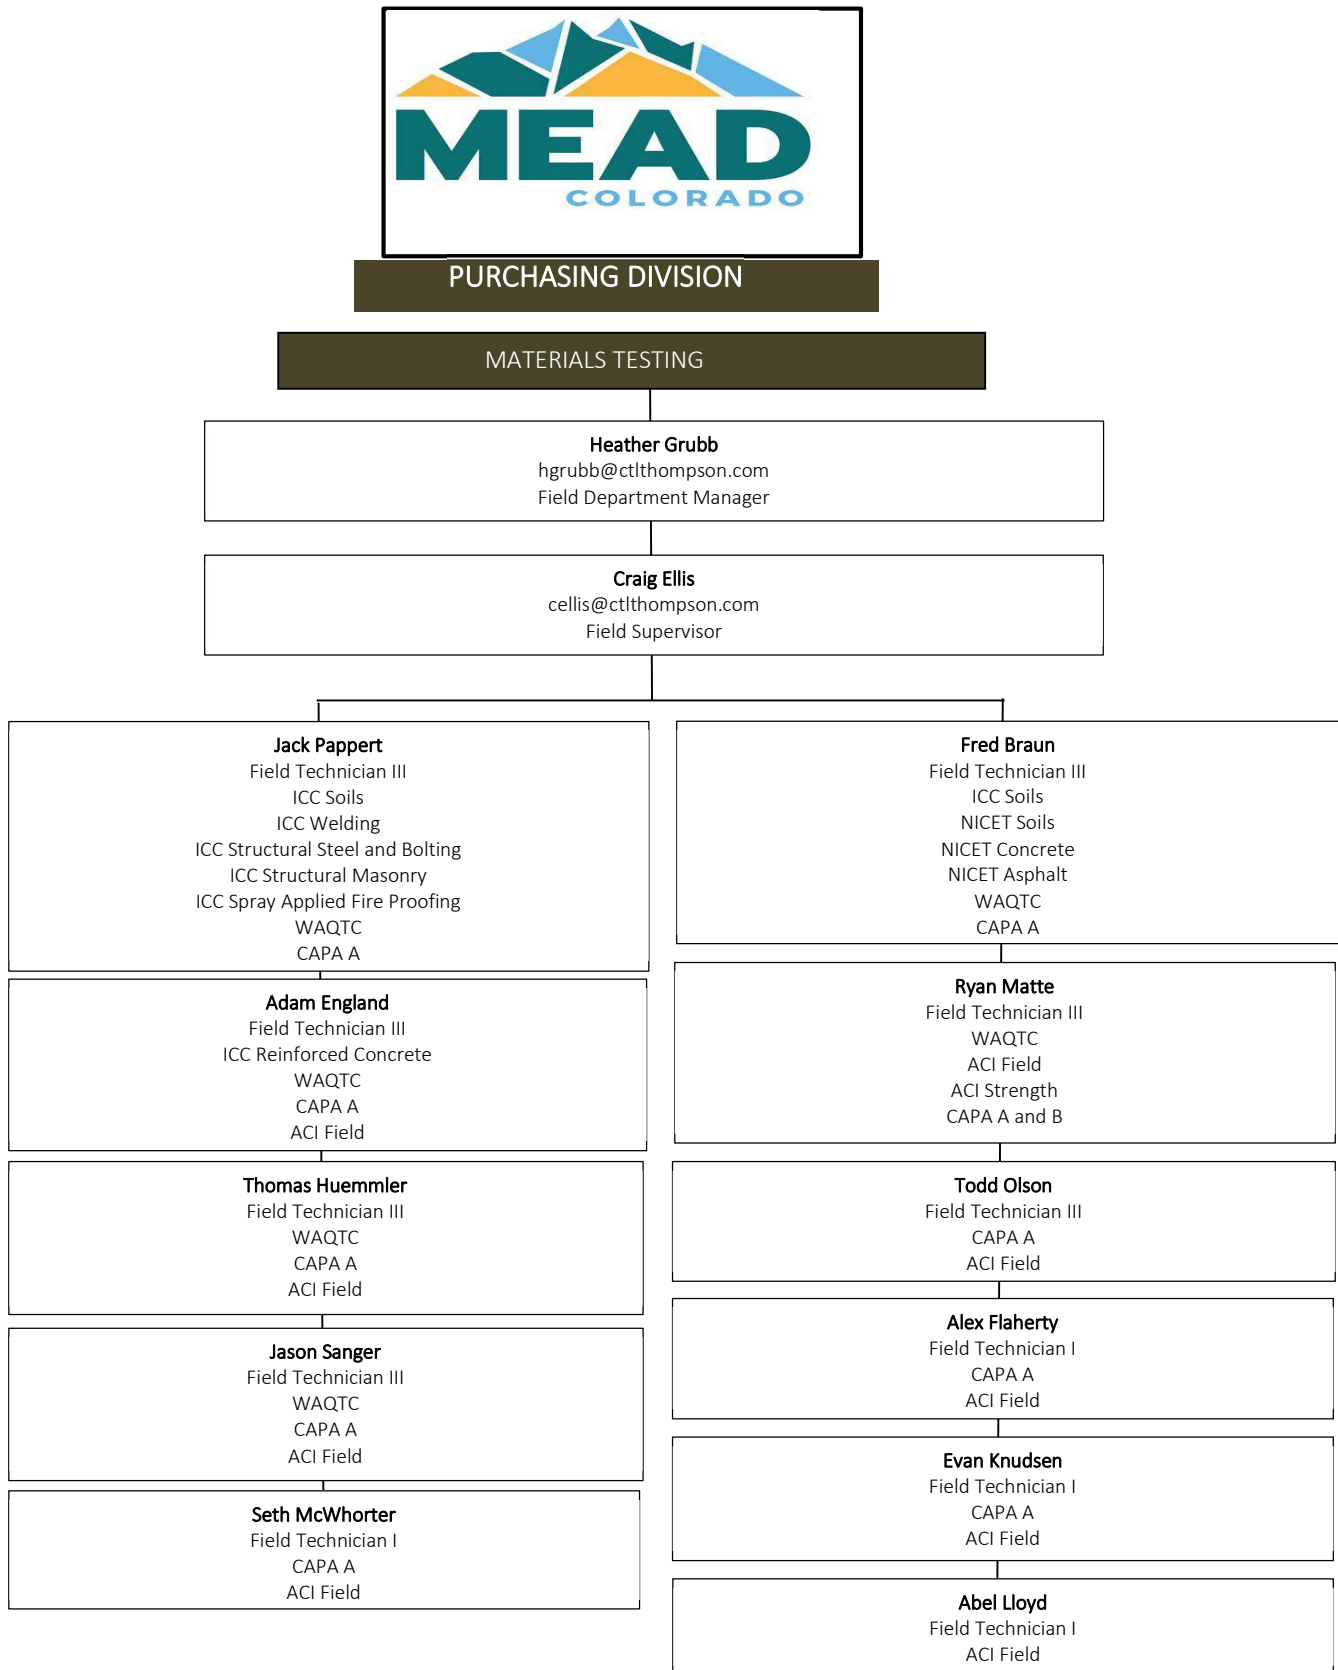 MEAD
COLORADO
PURCHASING DIVISION
MATERIALS TESTING
Heather Grubb
hgrubb@ctlthompson.com
Field Department Manager
Craig Ellis
cellis@ctlthompson.com
Field Supervisor
Jack Pappert
Field Technician III
ICC Soils
ICC Welding
ICC Structural Steel and Bolting
ICC Structural Masonry
ICC Spray Applied Fire Proofing
WAQTC
CAPA A
Adam England
Field Technician III
ICC Reinforced Concrete
WAQTC
CAPA A
ACI Field
Thomas Huemmler
Field Technician III
WAQTC
CAPA A
ACI Field
Jason Sanger
Field Technician III
WAQTC
CAPA A
ACI Field
Seth McWhorter
Field Technician I
CAPA A
ACI Field
Fred Braun
Field Technician III
ICC Soils
NICET Soils
NICET Concrete
NICET Asphalt
WAQTC
CAPA A
Ryan Matte
Field Technician III
WAQTC
ACI Field
ACI Strength
CAPA A and B
Todd Olson
Field Technician III
CAPA A
ACI Field
Alex Flaherty
Field Technician I
CAPA A
ACI Field
Evan Knudsen
Field Technician I
CAPA A
ACI Field
Abel Lloyd
Field Technician I
ACI Field